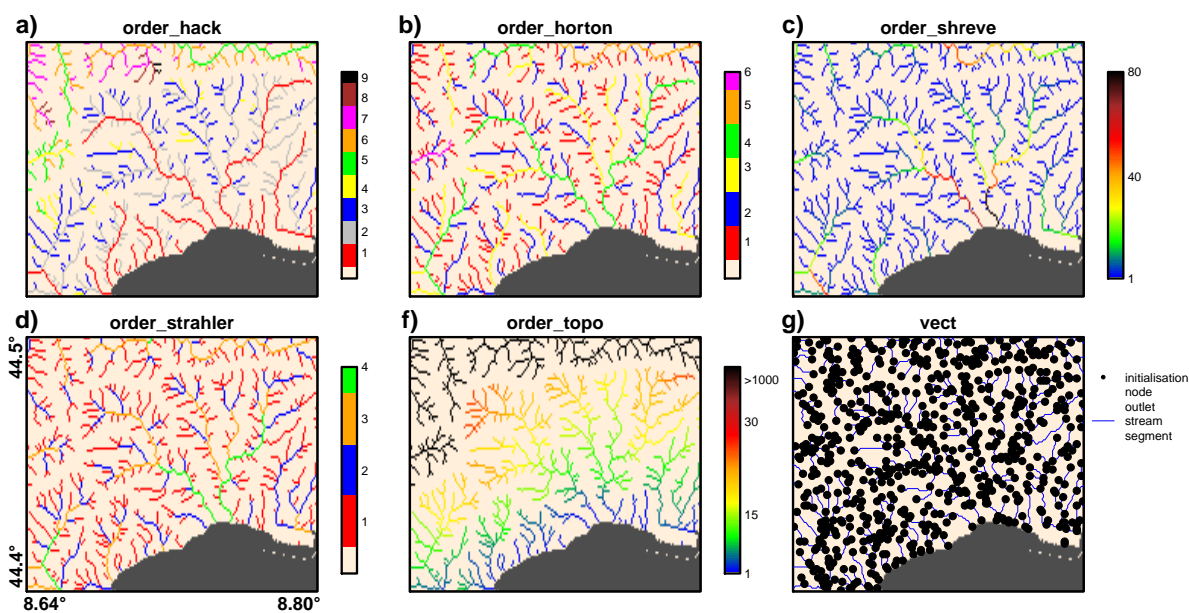 a)
order_hack
9
8
7
6
5
4
3
2
1
b)
order_horton
6
5
4
3
2
1
c)
order_shreve
80
40
1
d)
order_strahler
44.5°
44.4°
8.64°
8.80°
4
3
2
1
f)
order_topo
>1000
30
15
1
g)
vect
initialisation
node
outlet
stream
segment